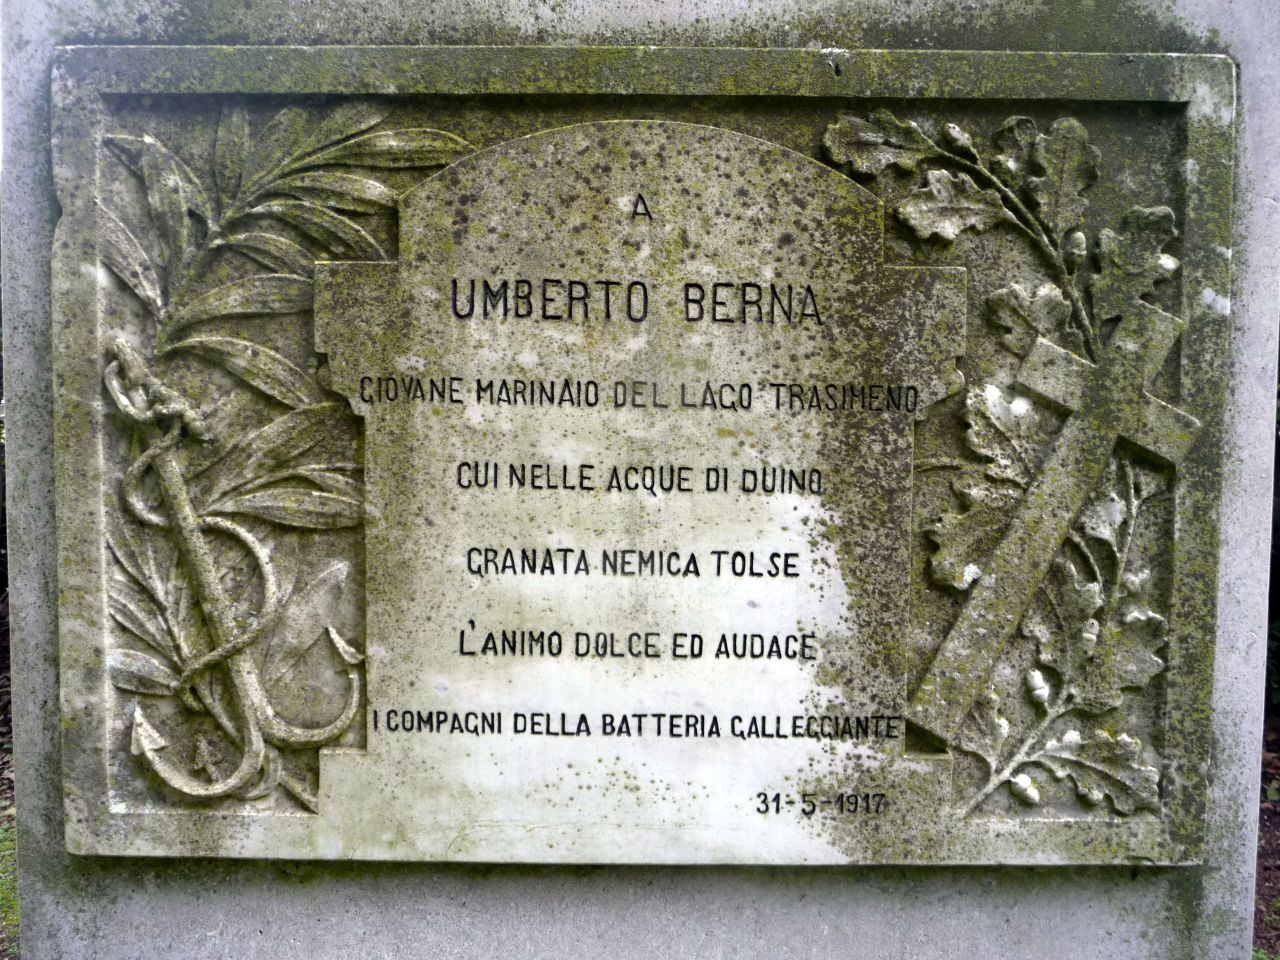 A
UMBERTO BERNA
GIOVANE MARINAIO DEL LAGO TRASIMENO
CUI NELLE ACQUE DI DUINO
GRANATA NEMICA TOLSE
L'ANIMO DOLCE ED AUDACE
I COMPAGNI DELLA BATTERIA GALLEGGIANTE
31-5-1917